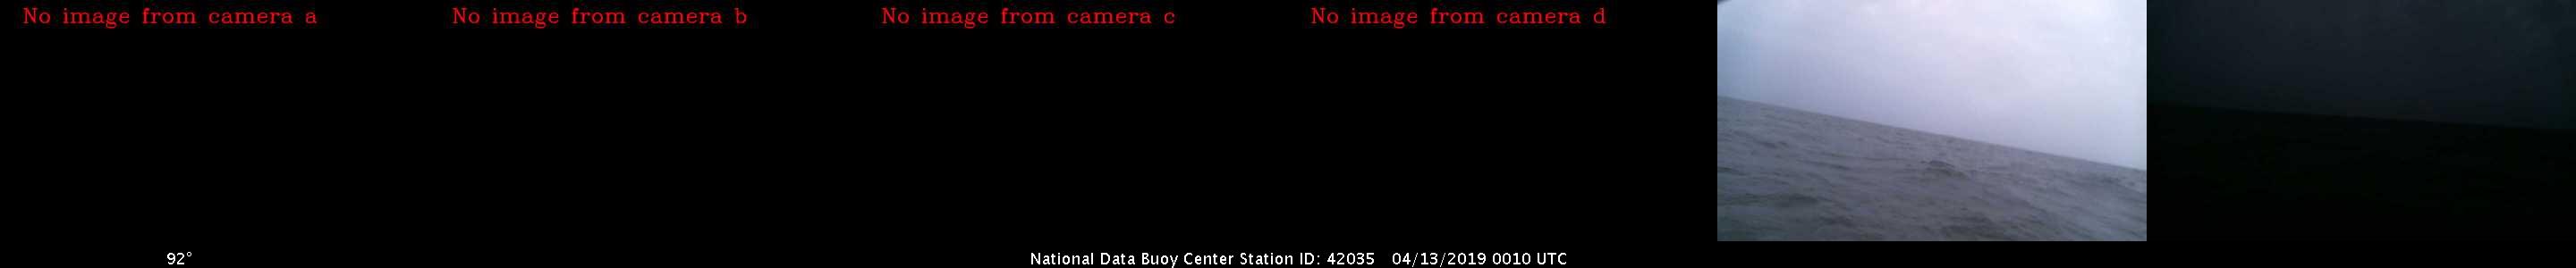 No image from camera a
No image from camera b
No image from camera c
No image from camera d
92°
National Data Buoy Center Station ID: 42035 04/13/2019 0010 UTC